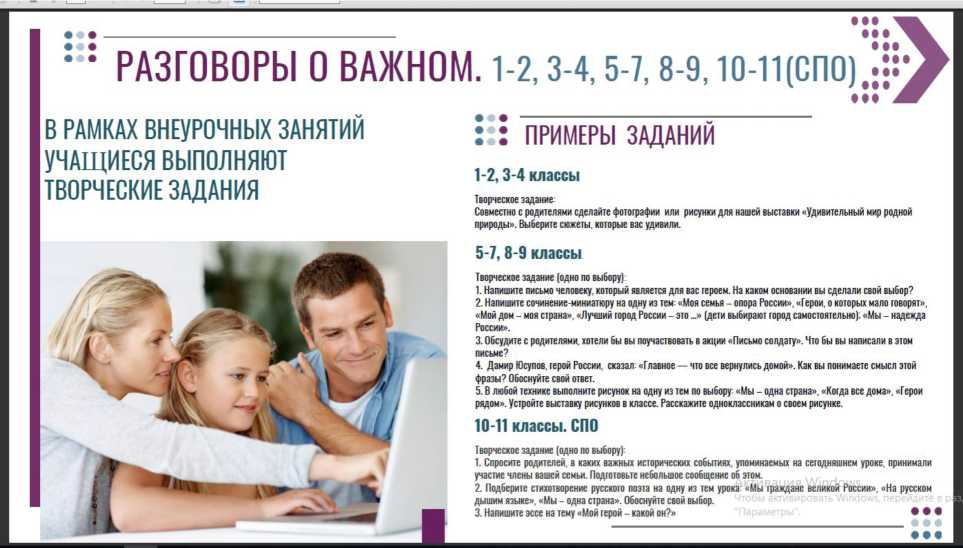 РАЗГОВОРЫ О ВАЖНОМ. 1-2, 3-4, 5-7, 8-9, 10-11(СПО)
В РАМКАХ ВНЕУРОЧНЫХ ЗАНЯТИЙ
УЧАЩИЕСЯ ВЫПОЛНЯЮТ
ТВОРЧЕСКИЕ ЗАДАНИЯ
ПРИМЕРЫ ЗАДАНИЙ
1-2, 3-4 классы
Творческое задание:
Совместно с родителями сделайте фотографии или рисунки для нашей выставки «Удивительный мир родной
природы». Выберите сюжеты, которые вас удивили.
5-7, 8-9 классы
Творческое задание (одно по выбору):
1. Напишите письмо человеку, который является для вас героем. На каком основании вы сделали свой выбор?
2. Напишите сочинение-миниатюру на одну из тем: «Моя семья – опора России», «Герои, о которых мало говорят»,
«Мой дом – моя страна», «Лучший город России – это ...» (дети выбирают город самостоятельно); «Мы – надежда
России».
3. Обсудите с родителями, хотели бы вы поучаствовать в акции «Письмо солдату». Что бы вы написали в этом
письме?
4. Дамир Юсупов, герой России, сказал: «Главное — что все вернулись домой». Как вы понимаете смысл этой
фразы? Обоснуйте свой ответ.
5. В любой технике выполните рисунок на одну из тем по выбору: «Мы – одна страна», «Когда все дома», «Герои
рядом». Устройте выставку рисунков в классе. Расскажите одноклассникам о своем рисунке.
10-11 классы. СПО
Творческое задание (одно по выбору):
1. Спросите родителей, в каких важных исторических событиях, упоминаемых на сегодняшнем уроке, принимали
участие члены вашей семьи. Подготовьте небольшое сообщение об этом.
2. Подберите стихотворение русского поэта на одну из тем урока: «Мы граждане великой России», «На русском
дышим языке», «Мы – одна страна». Обоснуйте свой выбор.
3. Напишите эссе на тему «Мой герой – какой он?»
Активация Windows
Чтобы активировать Windows, перейдите в раз
"Параметры".